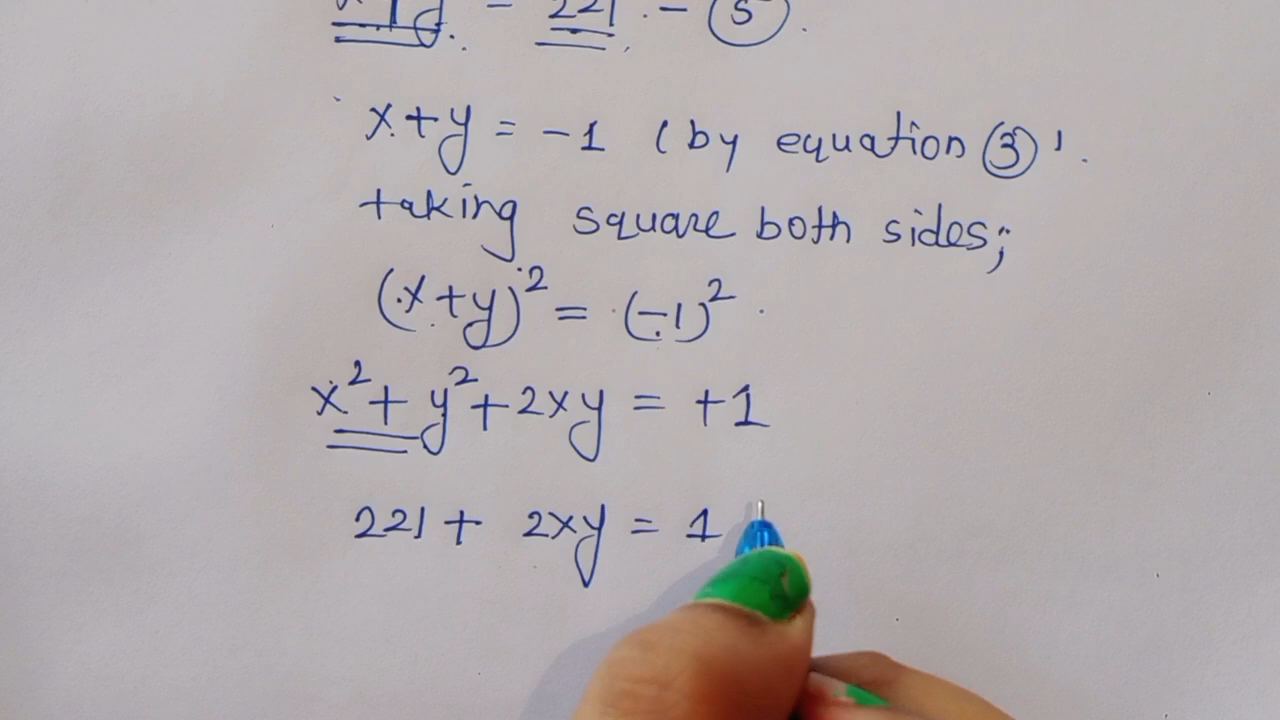 = 221. - ⑤.
x+y = -1 (by equation ③)'.
taking square both sides;
(x+y)² = (-1)².
x²+y²+2xy = +1
221 + 2xy = 1